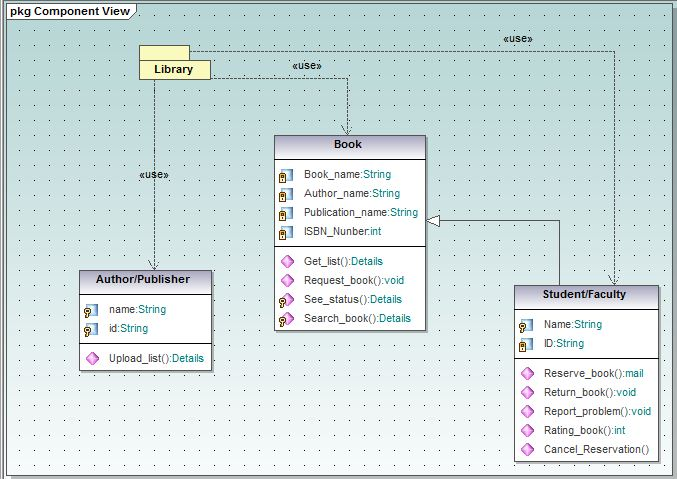 pkg Component View
«use»
Library
«use»
«use»
Book
Book_name:String
Author_name:String
Publication_name:String
ISBN_Nunber:int
Get_list():Details
Request_book():void
See_status():Details
Search_book():Details
Author/Publisher
name:String
id:String
Upload_list():Details
Student/Faculty
Name:String
ID:String
Reserve_book():mail
Return_book():void
Report_problem():void
Rating_book():int
Cancel_Reservation()